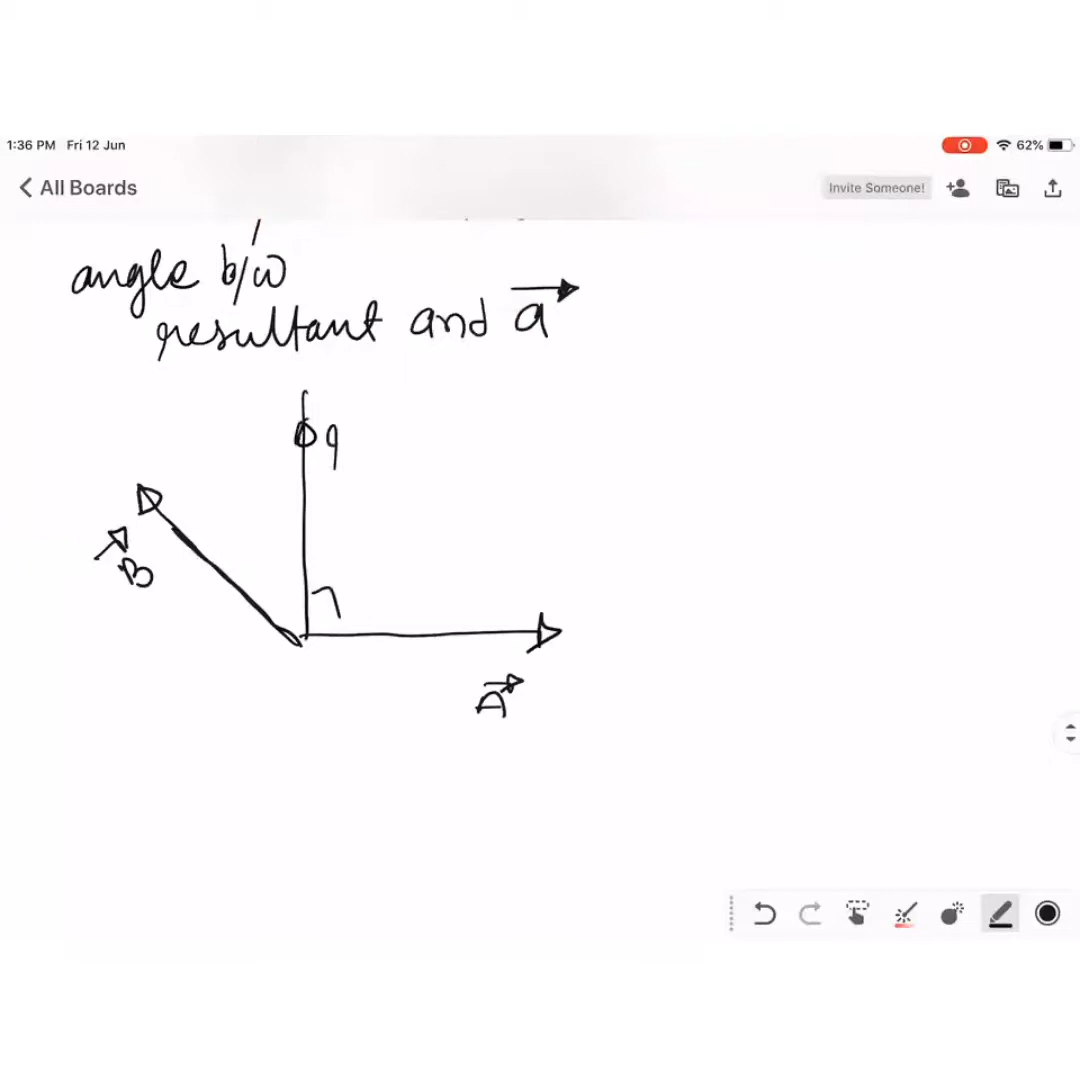 1:36 PM Fri 12 Jun
62%
All Boards
Invite Someone!
angle b/w
resultant and a
q
B
A